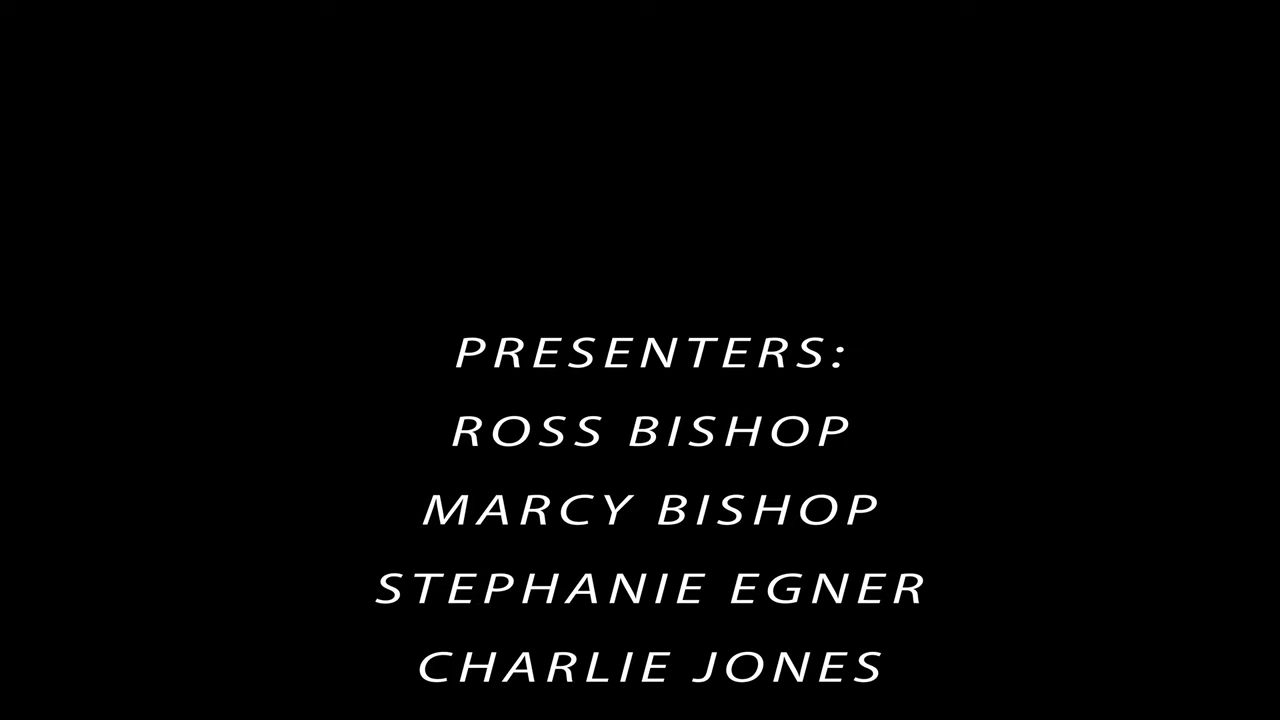 PRESENTERS:
ROSS BISHOP
MARCY BISHOP
STEPHANIE EGNER
CHARLIE JONES